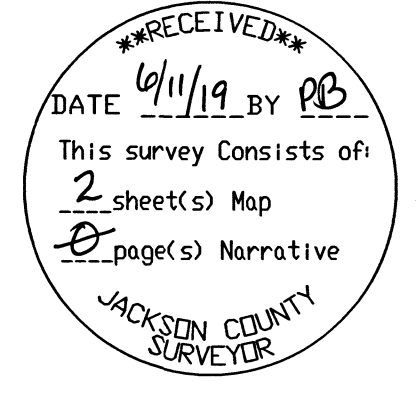 **RECEIVED**
DATE 6/11/19 BY PB
This survey Consists of:
2 sheet(s) Map
0 page(s) Narrative
JACKSON COUNTY
SURVEYOR